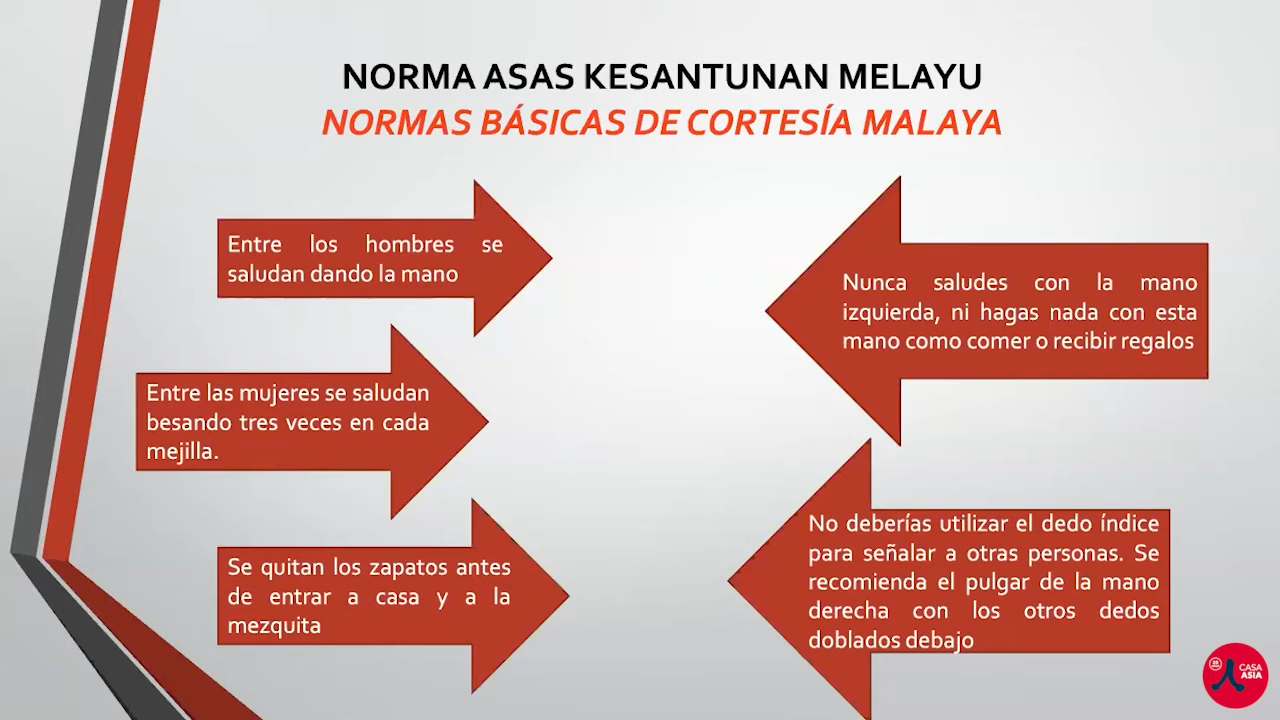 NORMA ASAS KESANTUNAN MELAYU
NORMAS BÁSICAS DE CORTESÍA MALAYA
Entre los hombres se
saludan dando la mano
Entre las mujeres se saludan
besando tres veces en cada
mejilla.
Se quitan los zapatos antes
de entrar a casa y a la
mezquita
Nunca saludes con la mano
izquierda, ni hagas nada con esta
mano como comer o recibir regalos
No deberías utilizar el dedo índice
para señalar a otras personas. Se
recomienda el pulgar de la mano
derecha con los otros dedos
doblados debajo
CASA
ASIA